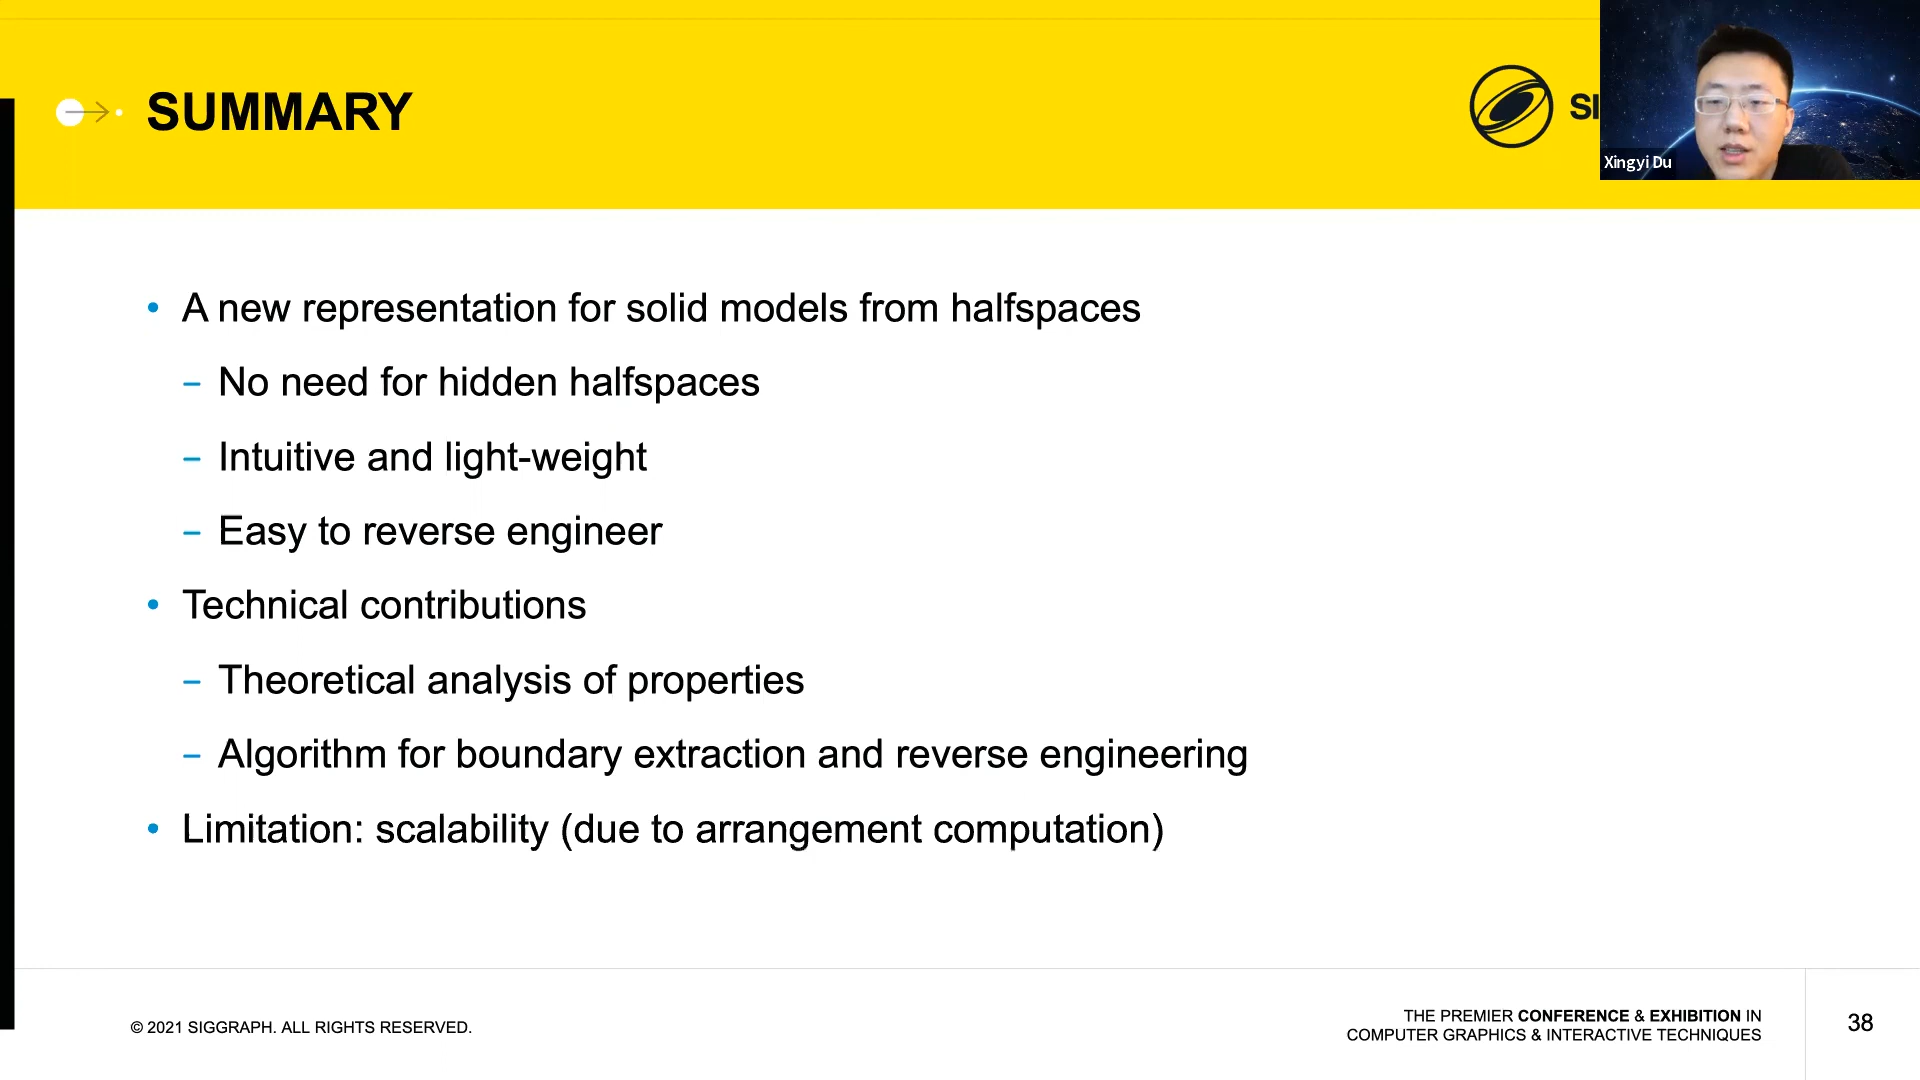 SUMMARY
SI
Xingyi Du
• A new representation for solid models from halfspaces
– No need for hidden halfspaces
– Intuitive and light-weight
– Easy to reverse engineer
• Technical contributions
– Theoretical analysis of properties
– Algorithm for boundary extraction and reverse engineering
• Limitation: scalability (due to arrangement computation)
© 2021 SIGGRAPH. ALL RIGHTS RESERVED.
THE PREMIER CONFERENCE & EXHIBITION IN
COMPUTER GRAPHICS & INTERACTIVE TECHNIQUES
38